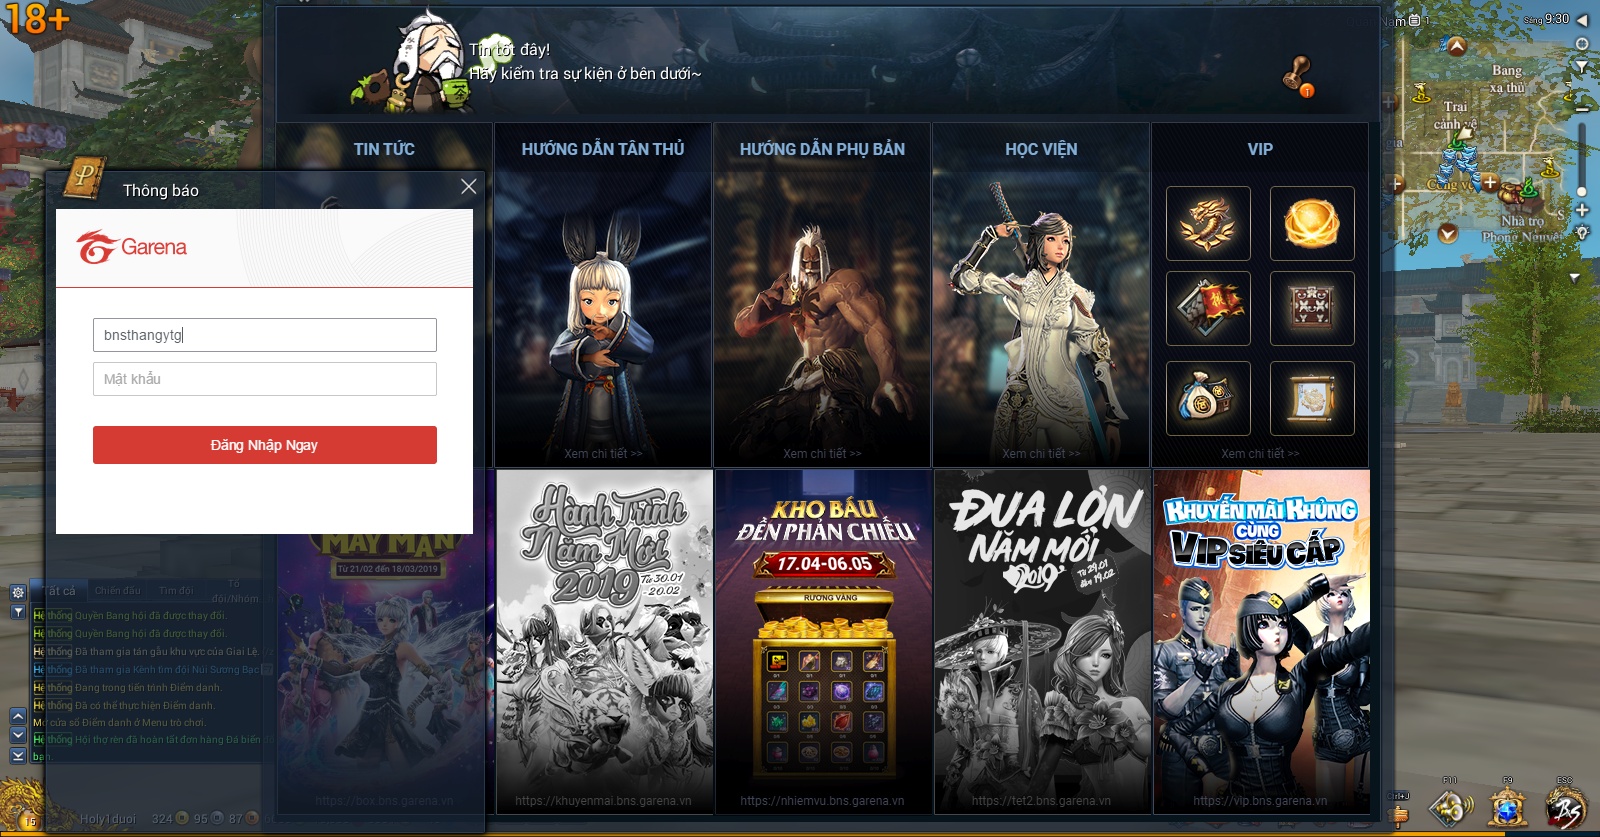 18+
Tin tốt đây!
Hãy kiểm tra sự kiện ở bên dưới~
1
Nam
1
Sáng 9:30
Bang
xa thủ
Trai
cảnh vệ
Công vụ
Nhà trọ
Phong Nguyệt
S
TIN TỨC
HƯỚNG DẪN TÂN THỦ
HƯỚNG DẪN PHỤ BẢN
HỌC VIỆN
VIP
Thông báo
Garena
bnsthangytg
Mật khẩu
Đăng Nhập Ngay
Xem chi tiết >>
Xem chi tiết >>
Xem chi tiết >>
Xem chi tiết >>
MAY MẮN
Từ 21/02 đến 18/03/2019
https://box.bns.garena.vn
Hành Trình
Năm Mới
2019
Từ 30.01
- 20.02
https://khuyenmai.bns.garena.vn
KHO BÁU
ĐỀN PHẢN CHIẾU
17.04-06.05
RƯƠNG VÀNG
https://nhiemvu.bns.garena.vn
ĐUA LỢN
NĂM MỚI
2019
Từ 29.01
đến 19.02
https://tet2.bns.garena.vn
KHUYẾN MÃI KHỦNG
CÙNG
VIP SIÊU CẤP
https://vip.bns.garena.vn
Tất cả
Chiến đấu
Tìm đội
Tổ
đội/Nhóm
Hệ thống Quyền Bang hội đã được thay đổi.
Hệ thống Quyền Bang hội đã được thay đổi.
Hệ thống Đã tham gia tán gẫu khu vực của Giai Lệ.
Hệ thống Đã tham gia Kênh tìm đội Núi Sương Bạc
Hệ thống Đang trong tiến trình Điểm danh.
Hệ thống Đã có thể thực hiện Điểm danh.
Mở cửa sổ Điểm danh ở Menu trò chơi.
Hệ thống Hội thợ rèn đã hoàn tất đơn hàng Đá biến
bạn.
15
Holy1duoi
324
95
87
Ctrl+J
F11
F9
ESC
BS